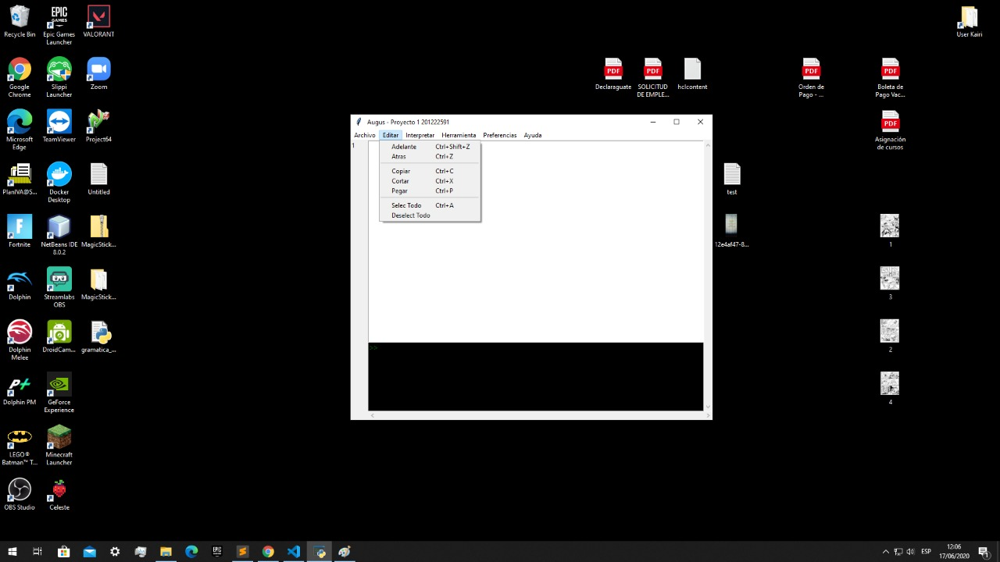 Recycle Bin
Epic Games
Launcher
VALORANT
User Kairi
Google
Chrome
Slippi
Launcher
Zoom
Declaraguate
SOLICITUD
DE EMPLE...
hclcontent
Orden de
Pago - ...
Boleta de
Pago Vac...
Microsoft
Edge
TeamViewer
Project64
Asignación
de cursos
PlanIVA@S...
Docker
Desktop
Untitled
test
Fortnite
NetBeans IDE
8.0.2
MagicStick...
12e4af47-8...
1
Dolphin
Streamlabs
OBS
MagicStick...
3
Dolphin
Melee
DroidCam...
gramatica_...
2
Dolphin PM
GeForce
Experience
4
LEGO®
Batman™ T...
Minecraft
Launcher
OBS Studio
Celeste
PDF
PDF
PDF
PDF
PDF
EPIC
GAMES
Augus - Proyecto 1 201222591
Archivo Editar Interpretar Herramienta Preferencias Ayuda
1
Adelante Ctrl+Shift+Z
Atras Ctrl+Z
Copiar Ctrl+C
Cortar Ctrl+X
Pegar Ctrl+P
Selec Todo Ctrl+A
Deselect Todo
>>
EPIC
ESP
12:06
17/06/2020
1